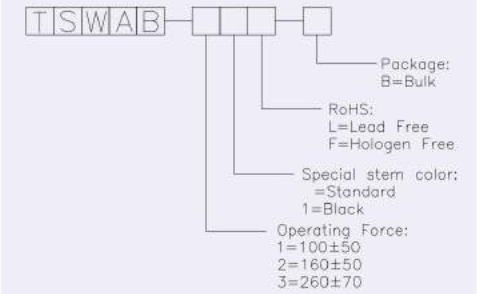 TSWAB
Package:
B=Bulk
RoHS:
L=Lead Free
F=Hologen Free
Special stem color:
=Standard
1=Black
Operating Force:
1=100±50
2=160±50
3=260±70